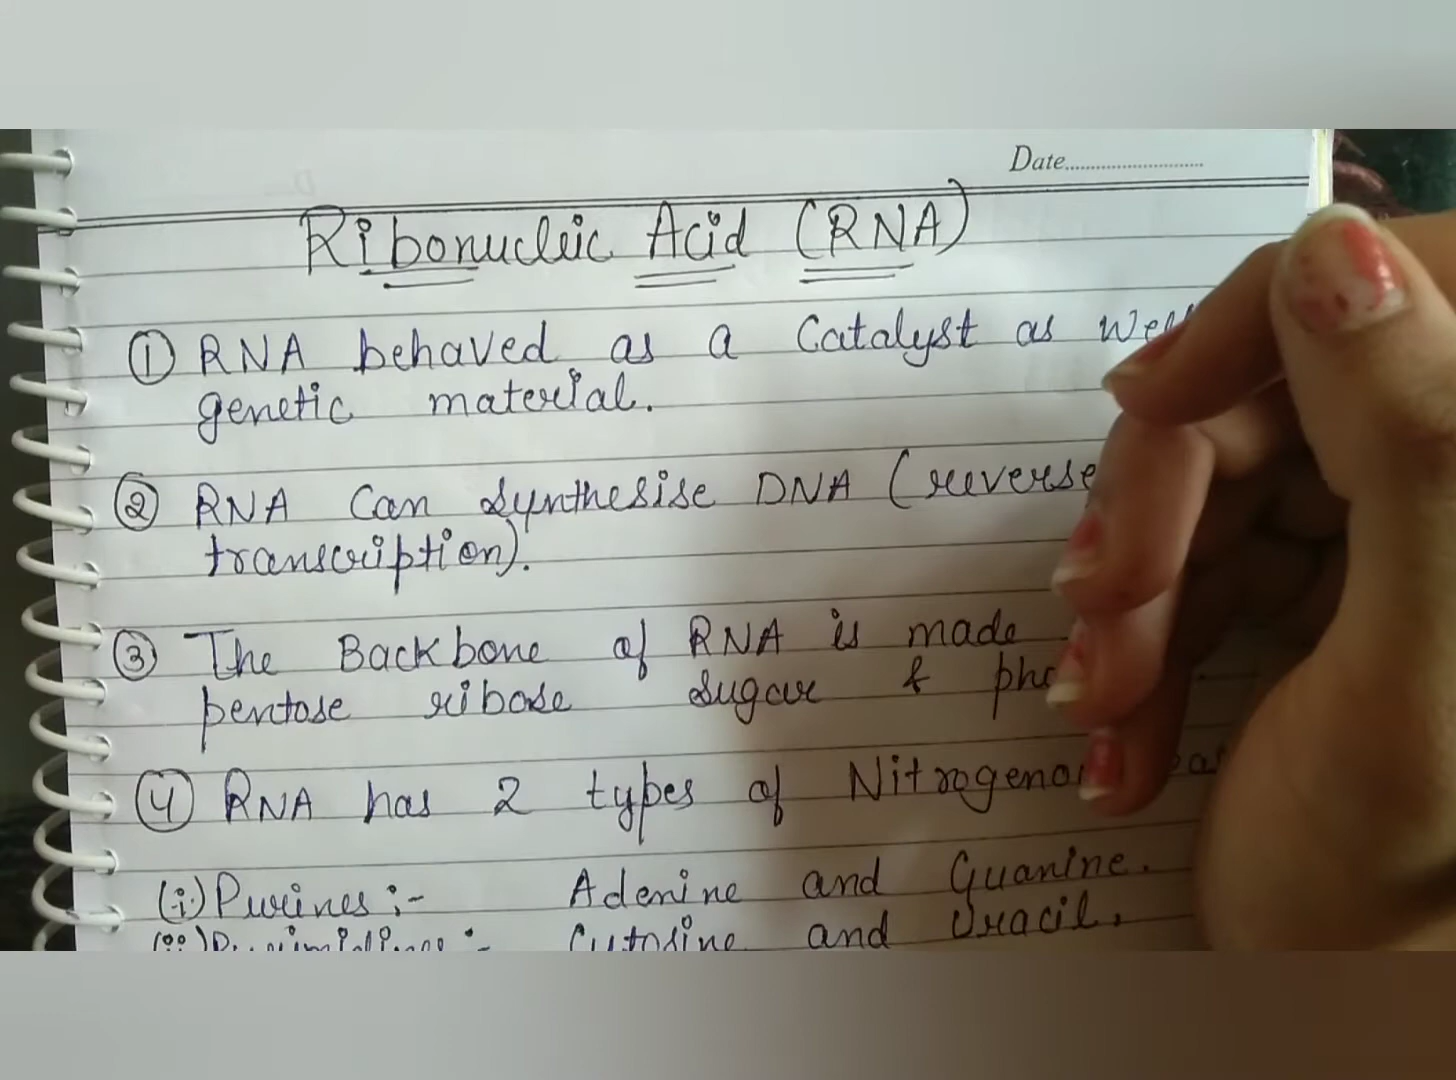 Date
Ribonucleic Acid (RNA)
① RNA behaved as a Catalyst as
genetic material.
② RNA Can synthesise DNA (reverse
transcription).
③ The Backbone of RNA is made
pentose ribose sugar &
④ RNA has 2 types of
(i) Purines :- Adenine and Guanine.
Cytosine and Uracil.